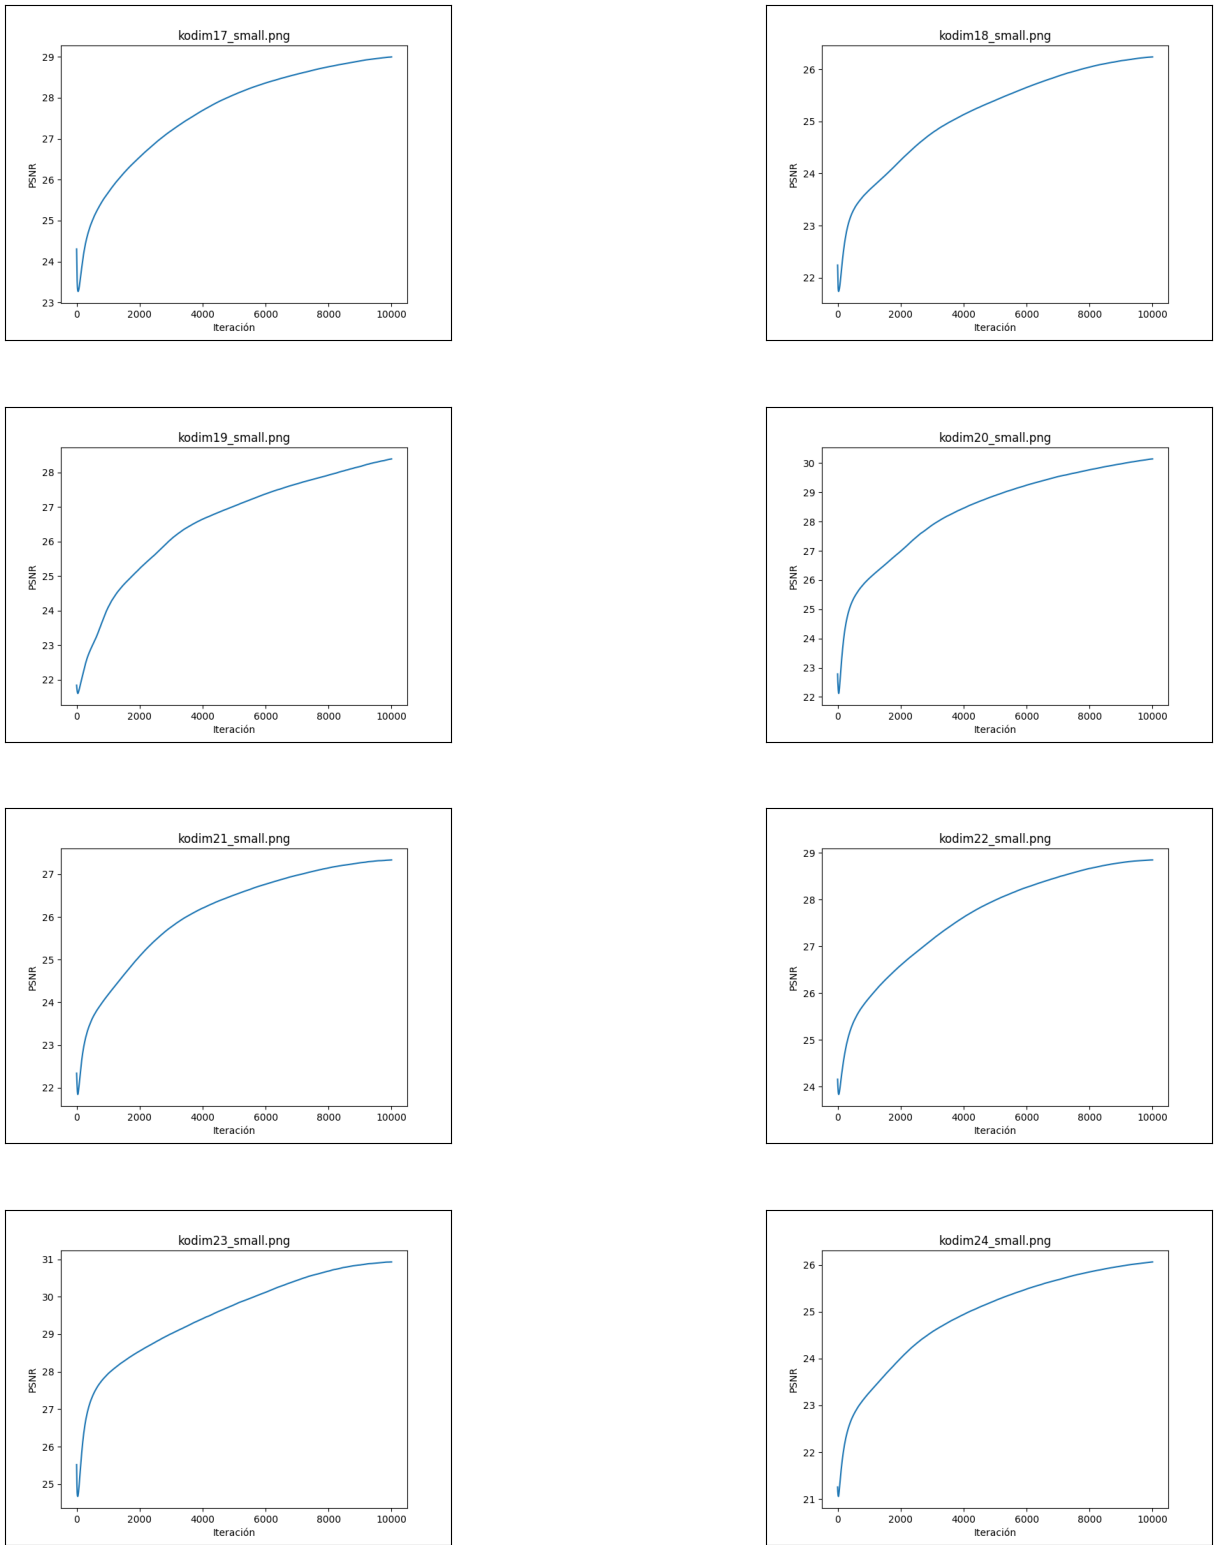 kodim17_small.png
29
28
27
26
25
24
23
PSNR
0 2000 4000 6000 8000 10000
Iteración
kodim18_small.png
26
25
24
23
22
PSNR
0 2000 4000 6000 8000 10000
Iteración
kodim19_small.png
28
27
26
25
24
23
22
PSNR
0 2000 4000 6000 8000 10000
Iteración
kodim20_small.png
30
29
28
27
26
25
24
23
22
PSNR
0 2000 4000 6000 8000 10000
Iteración
kodim21_small.png
27
26
25
24
23
22
PSNR
0 2000 4000 6000 8000 10000
Iteración
kodim22_small.png
29
28
27
26
25
24
PSNR
0 2000 4000 6000 8000 10000
Iteración
kodim23_small.png
31
30
29
28
27
26
25
PSNR
0 2000 4000 6000 8000 10000
Iteración
kodim24_small.png
26
25
24
23
22
21
PSNR
0 2000 4000 6000 8000 10000
Iteración